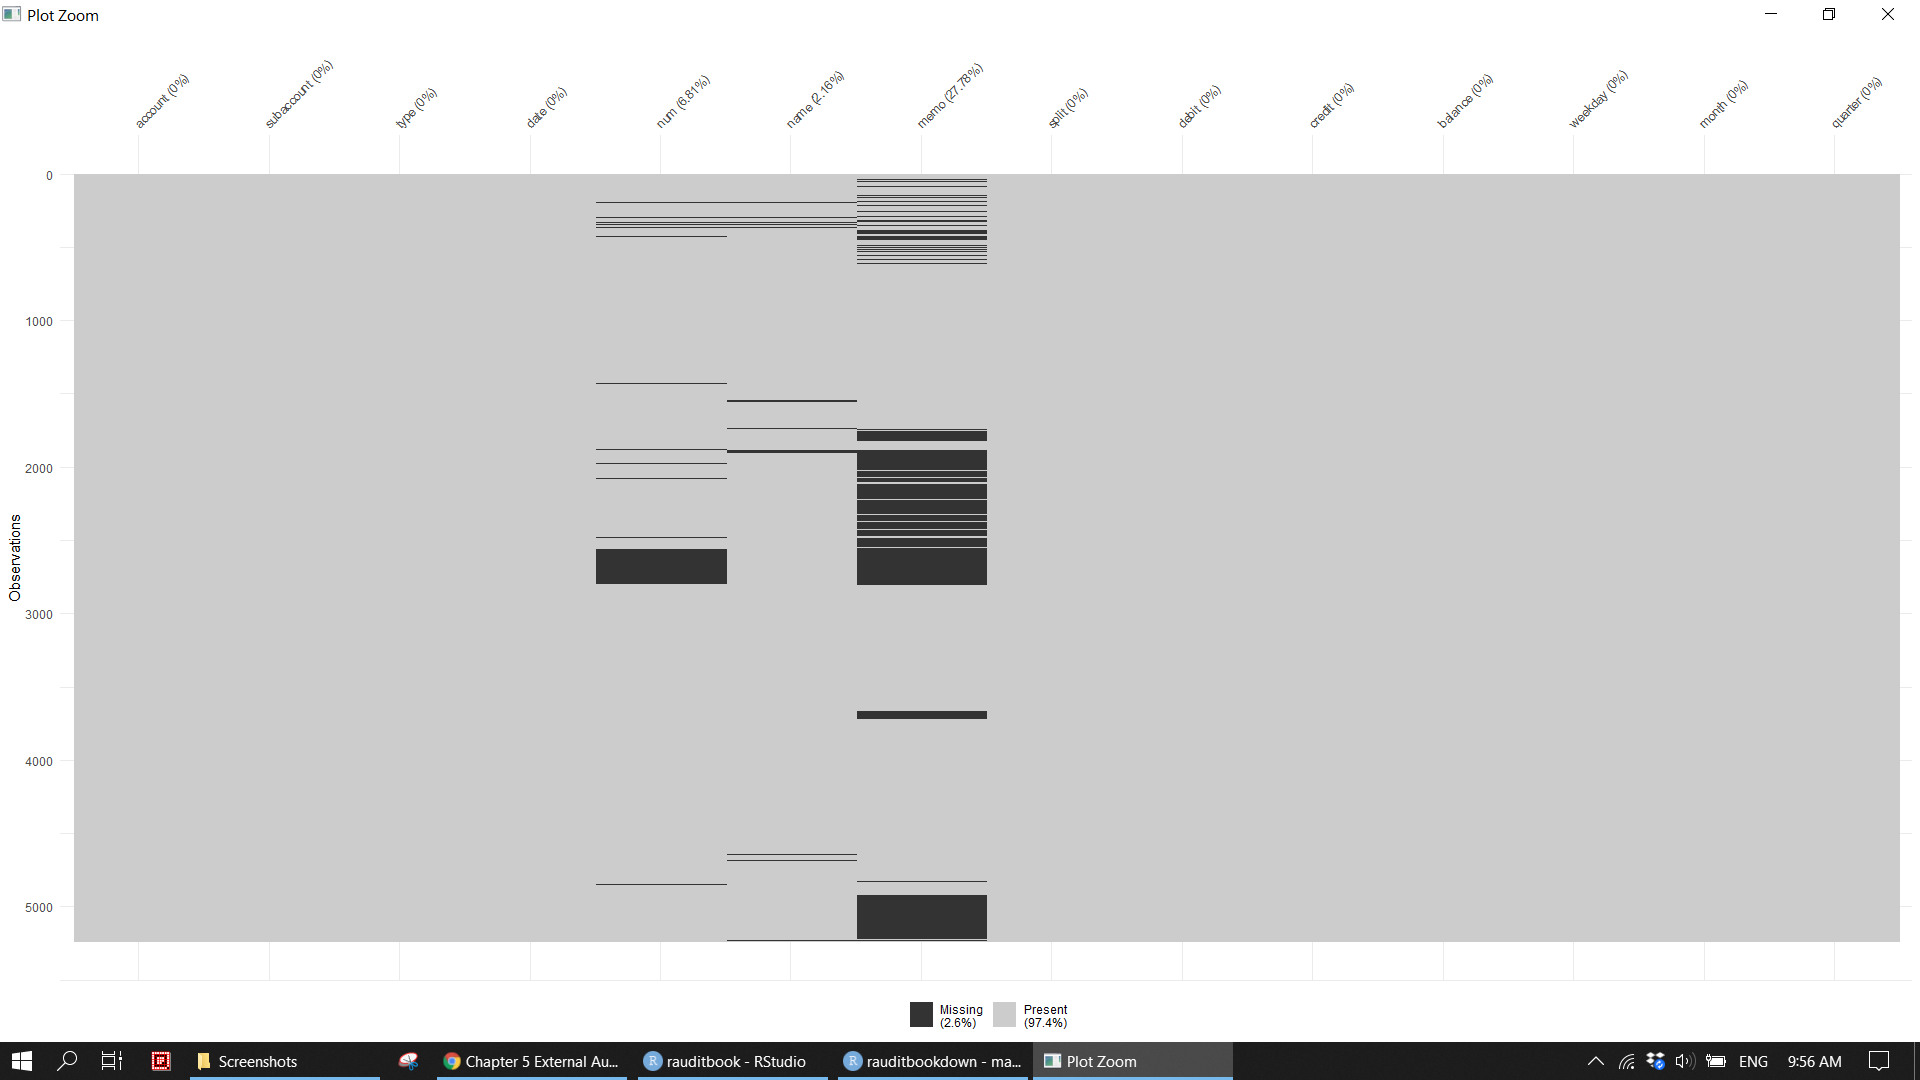 Plot Zoom
account (0%)
subaccount (0%)
type (0%)
date (0%)
num (6.81%)
name (2.16%)
memo (27.78%)
split (0%)
debit (0%)
credit (0%)
balance (0%)
weekday (0%)
month (0%)
quarter (0%)
0
1000
2000
3000
4000
5000
Observations
Missing
(2.6%)
Present
(97.4%)
Screenshots
Chapter 5 External Au...
rauditbook - RStudio
rauditbookdown - ma...
Plot Zoom
ENG
9:56 AM